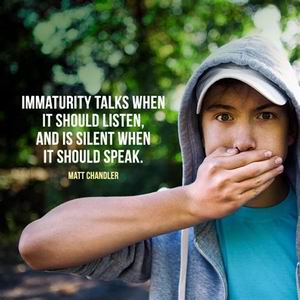 IMMATURITY TALKS WHEN
IT SHOULD LISTEN,
AND IS SILENT WHEN
IT SHOULD SPEAK.
MATT CHANDLER